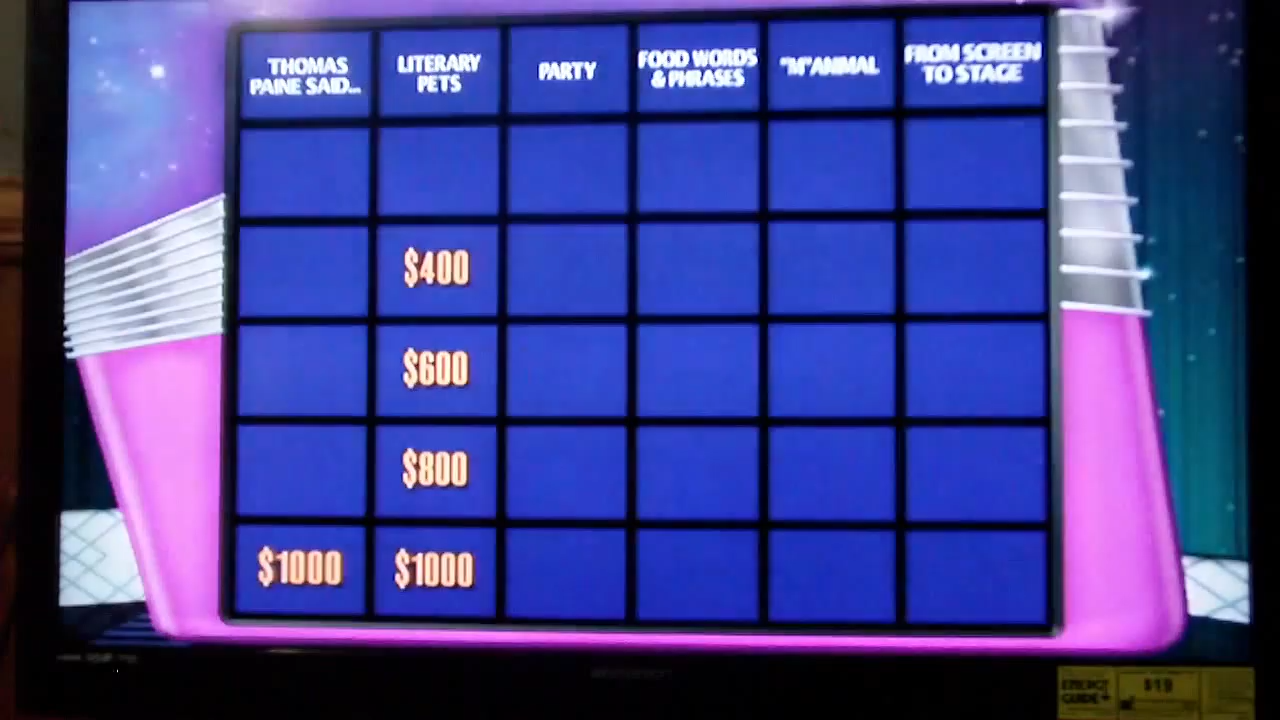 THOMAS
PAINE SAID...
LITERARY
PETS
PARTY
FOOD WORDS
& PHRASES
"M"ANIMAL
FROM SCREEN
TO STAGE
$400
$600
$800
$1000
$1000
ENERGY
GUIDE
$19